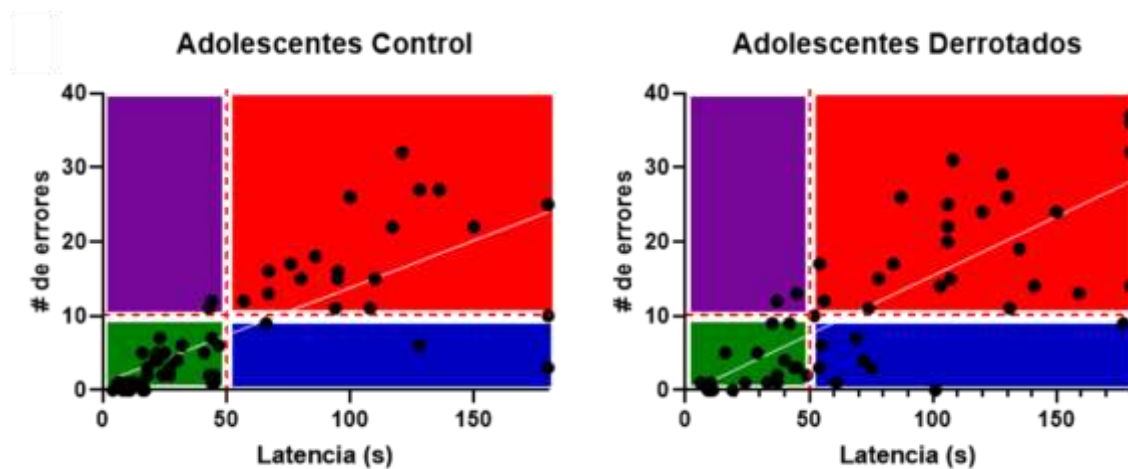 Adolescentes Control
40
30
20
10
0
# de errores
0 50 100 150
Latencia (s)
Adolescentes Derrotados
40
30
20
10
0
# de errores
0 50 100 150
Latencia (s)